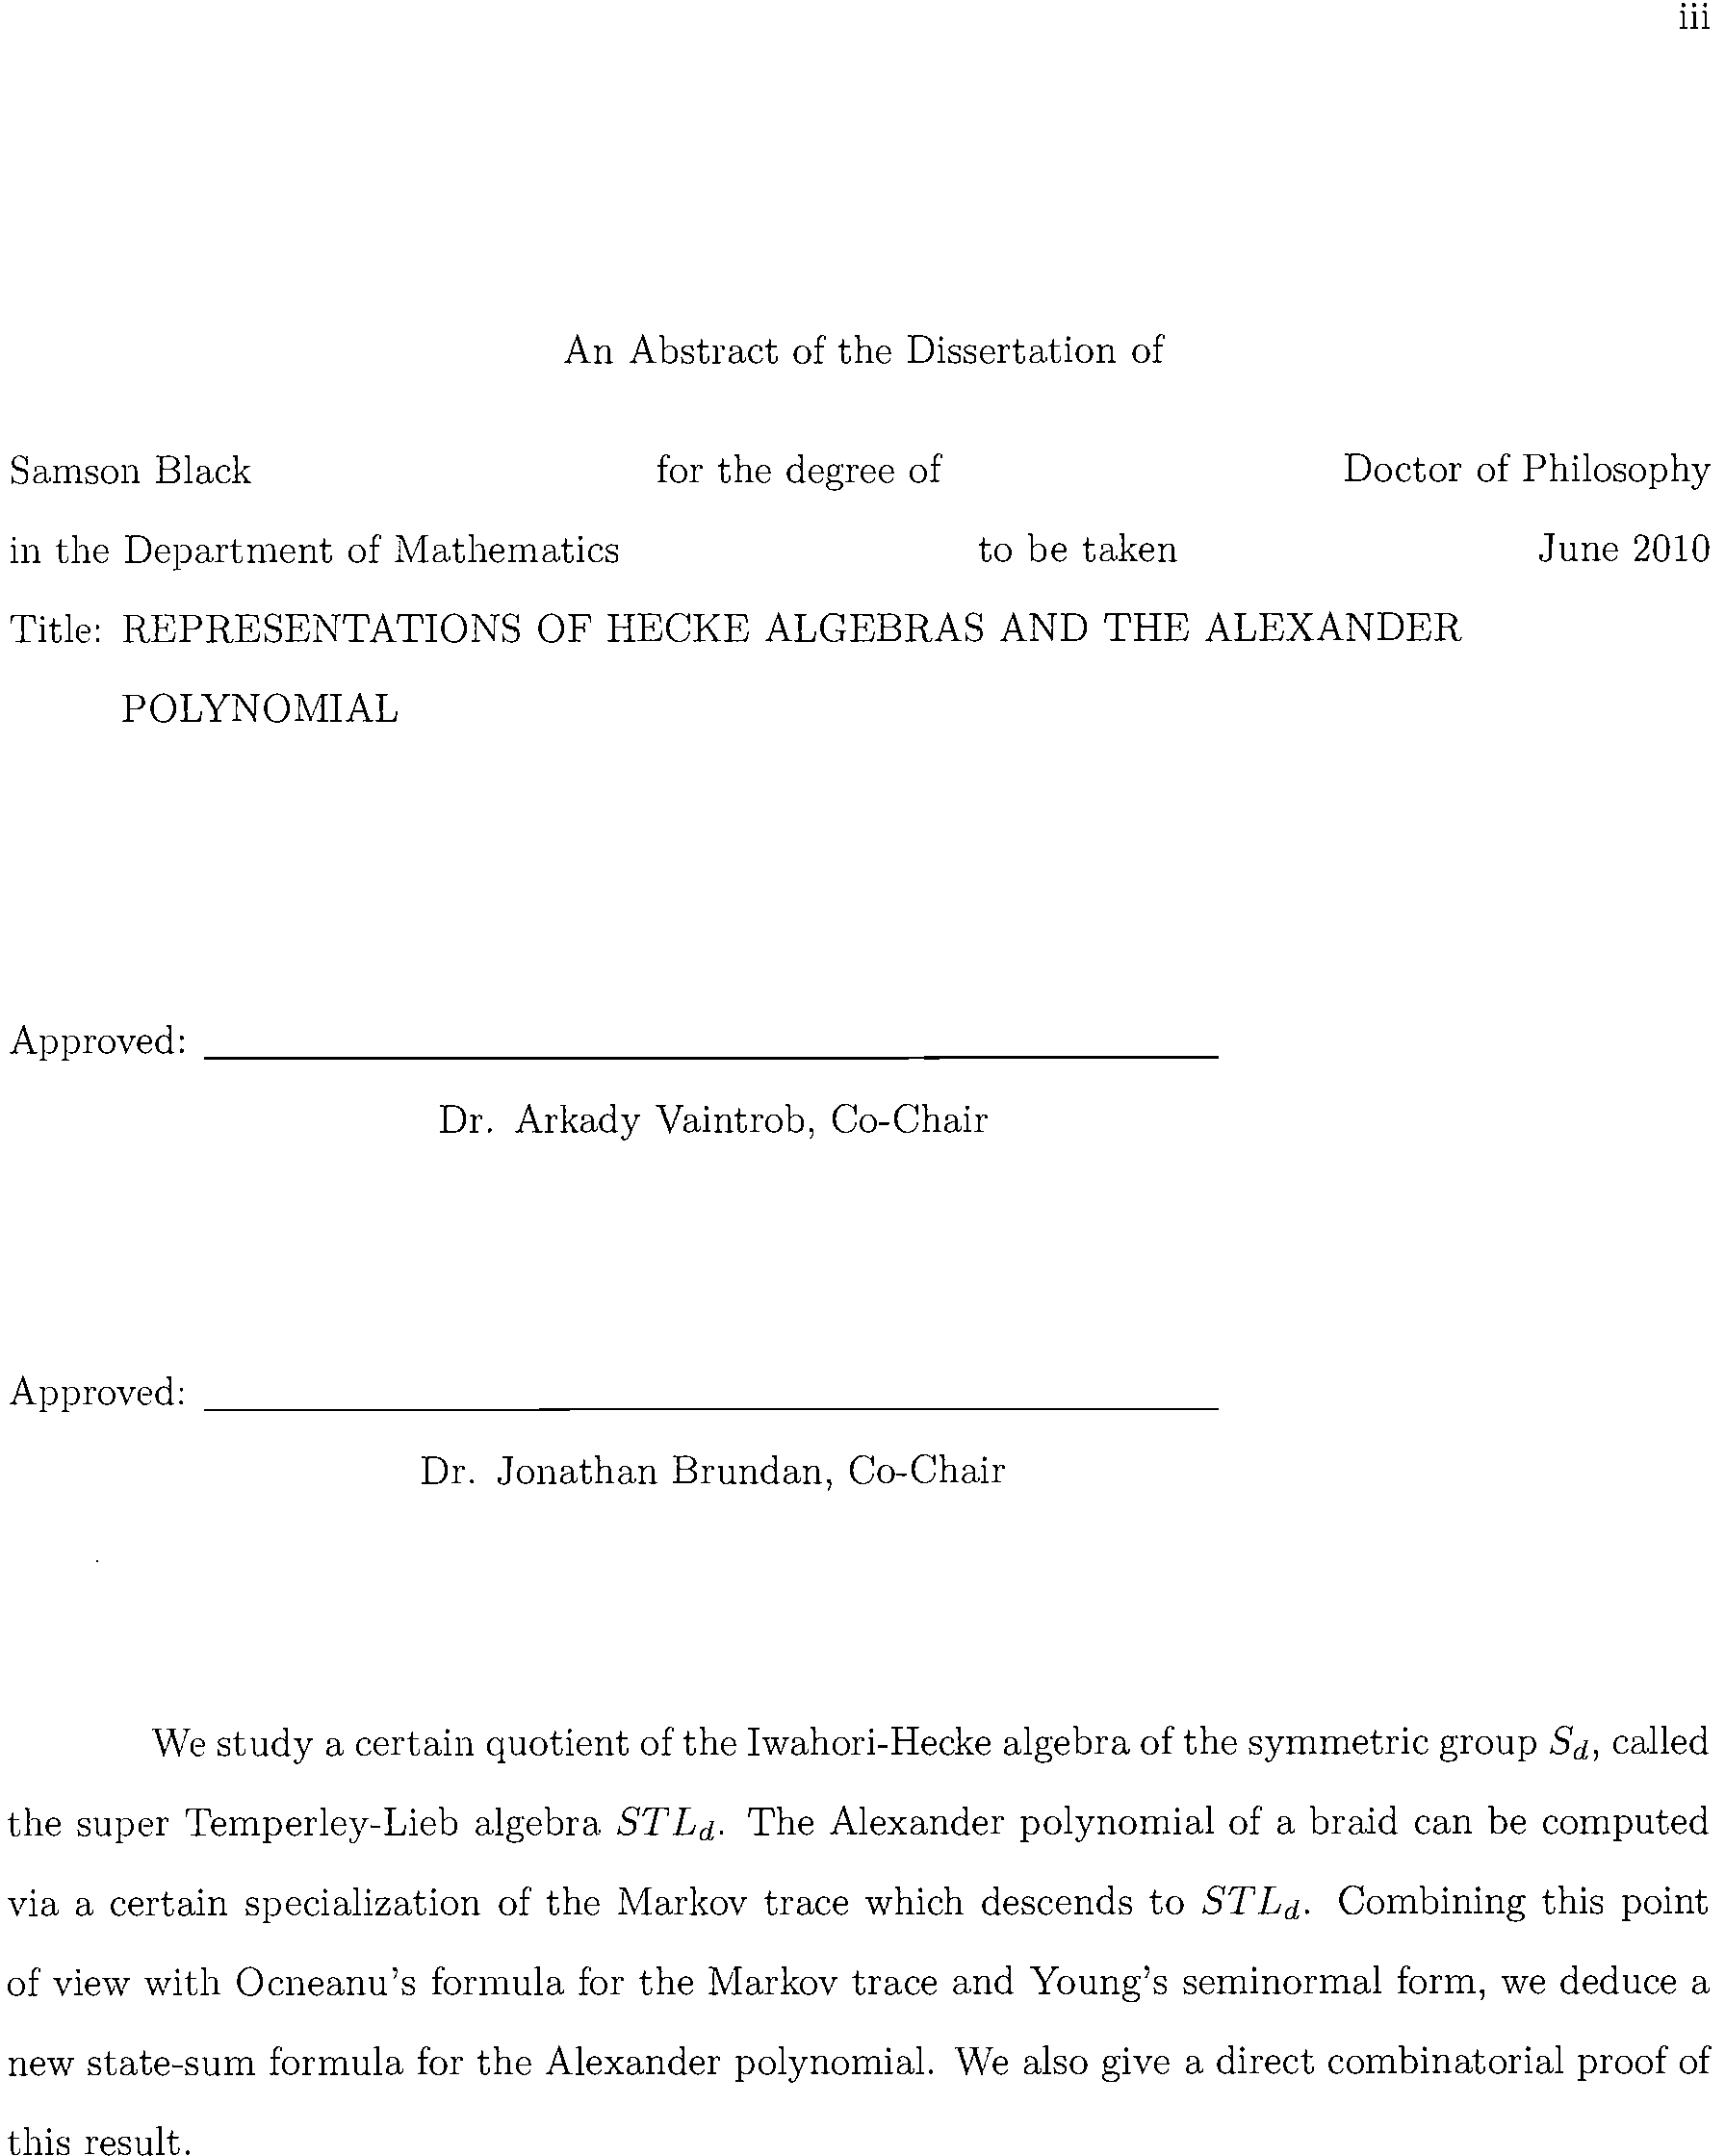 iii
An Abstract of the Dissertation of
Samson Black for the degree of Doctor of Philosophy
in the Department of Mathematics to be taken June 2010
Title: REPRESENTATIONS OF HECKE ALGEBRAS AND THE ALEXANDER
POLYNOMIAL
Approved:
Dr. Arkady Vaintrob, Co-Chair
Approved:
Dr. Jonathan Brundan, Co-Chair
We study a certain quotient of the Iwahori-Hecke algebra of the symmetric group $S_d$, called
the super Temperley-Lieb algebra $STL_d$. The Alexander polynomial of a braid can be computed
via a certain specialization of the Markov trace which descends to $STL_d$. Combining this point
of view with Ocneanu's formula for the Markov trace and Young's seminormal form, we deduce a
new state-sum formula for the Alexander polynomial. We also give a direct combinatorial proof of
this result.